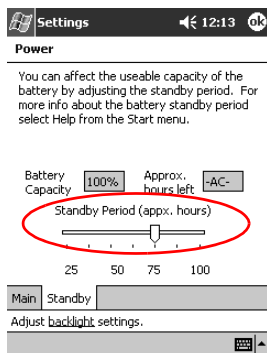 Settings 12:13 ok
Power
You can affect the useable capacity of the
battery by adjusting the standby period. For
more info about the battery standby period
select Help from the Start menu.
Battery Capacity 100% Approx. hours left -AC-
Standby Period (appx. hours)
25 50 75 100
Main Standby
Adjust backlight settings.